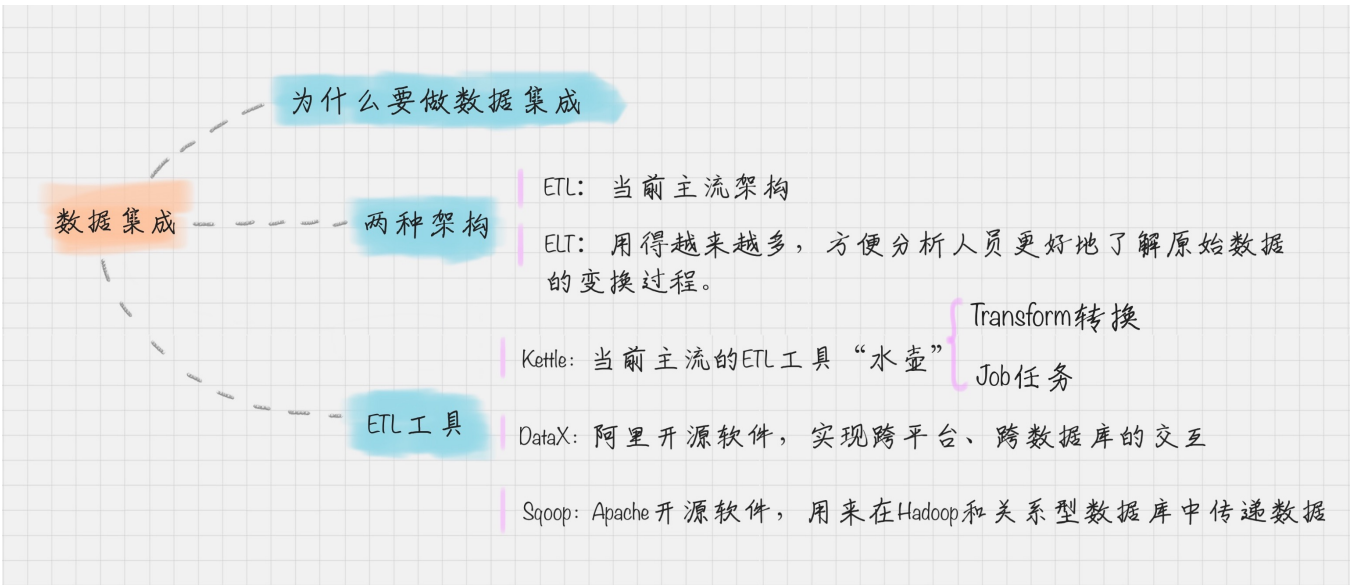 为什么要做数据集成
数据集成
两种架构
ETL： 当前主流架构
ELT： 用得越来越多，方便分析人员更好地了解原始数据
的变换过程。
ETL工具
Kettle: 当前主流的ETL工具“水壶”
Transform转换
Job任务
DataX: 阿里开源软件，实现跨平台、跨数据库的交互
Sqoop: Apache开源软件，用来在Hadoop和关系型数据库中传递数据